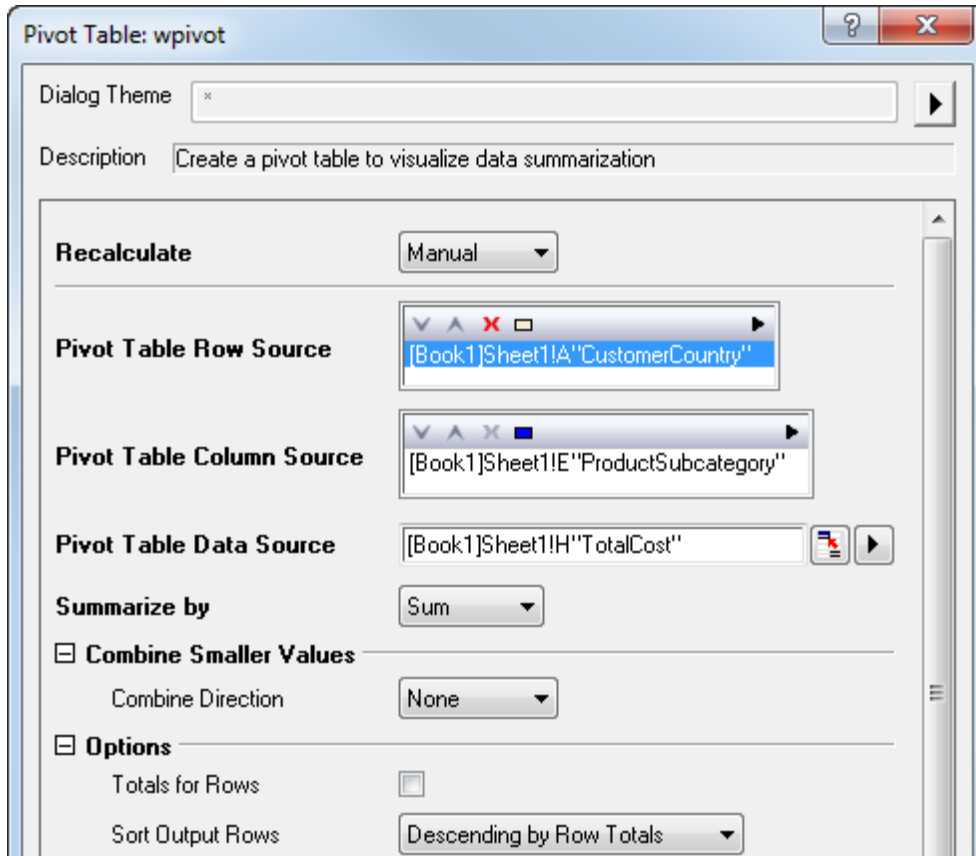 Pivot Table: wpivot
Dialog Theme *
Description Create a pivot table to visualize data summarization
Recalculate Manual
Pivot Table Row Source
[Book1]Sheet1!A"CustomerCountry"
Pivot Table Column Source
[Book1]Sheet1!E"ProductSubcategory"
Pivot Table Data Source [Book1]Sheet1!H"TotalCost"
Summarize by Sum
Combine Smaller Values
Combine Direction None
Options
Totals for Rows
Sort Output Rows Descending by Row Totals